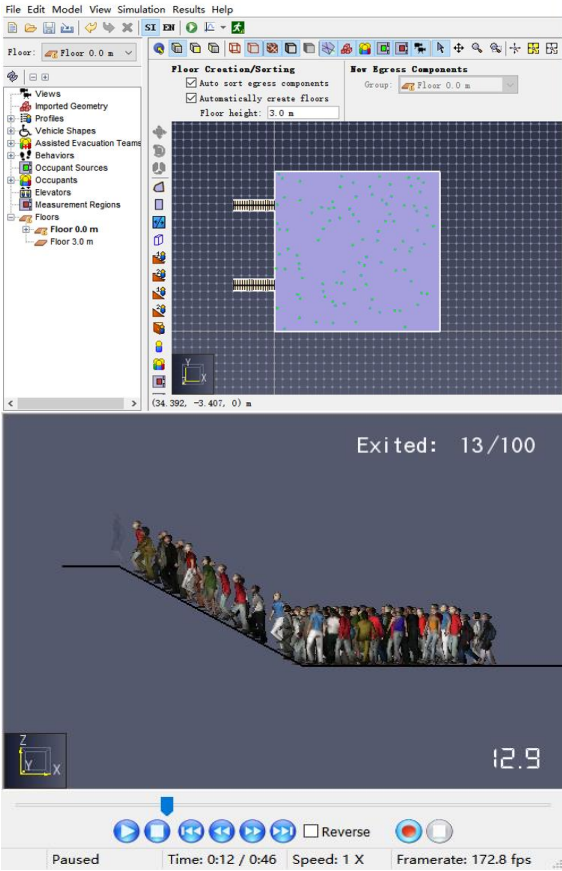 File Edit Model View Simulation Results Help
SI EN
Floor: Floor 0.0 m
Floor Creation/Sorting
Auto sort egress components
Automatically create floors
Floor height: 3.0 m
New Egress Components
Group: Floor 0.0 m
Views
Imported Geometry
Profiles
Vehicle Shapes
Assisted Evacuation Teams
Behaviors
Occupant Sources
Occupants
Elevators
Measurement Regions
Floors
Floor 0.0 m
Floor 3.0 m
Y
X
(34.392, -3.407, 0) m
Exited: 13/100
Z
Y
X
12.9
Reverse
Paused
Time: 0:12 / 0:46
Speed: 1 X
Framerate: 172.8 fps